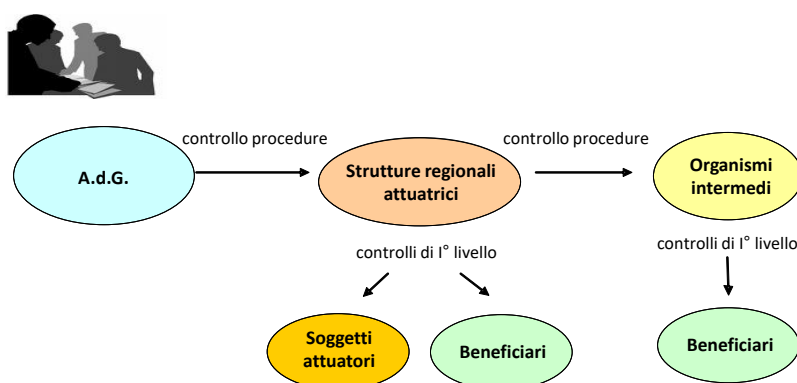 controllo procedure
controllo procedure
A.d.G.
Strutture regionali
attuatrici
Organismi
intermedi
controlli di I° livello
controlli di I° livello
Soggetti
attuatori
Beneficiari
Beneficiari